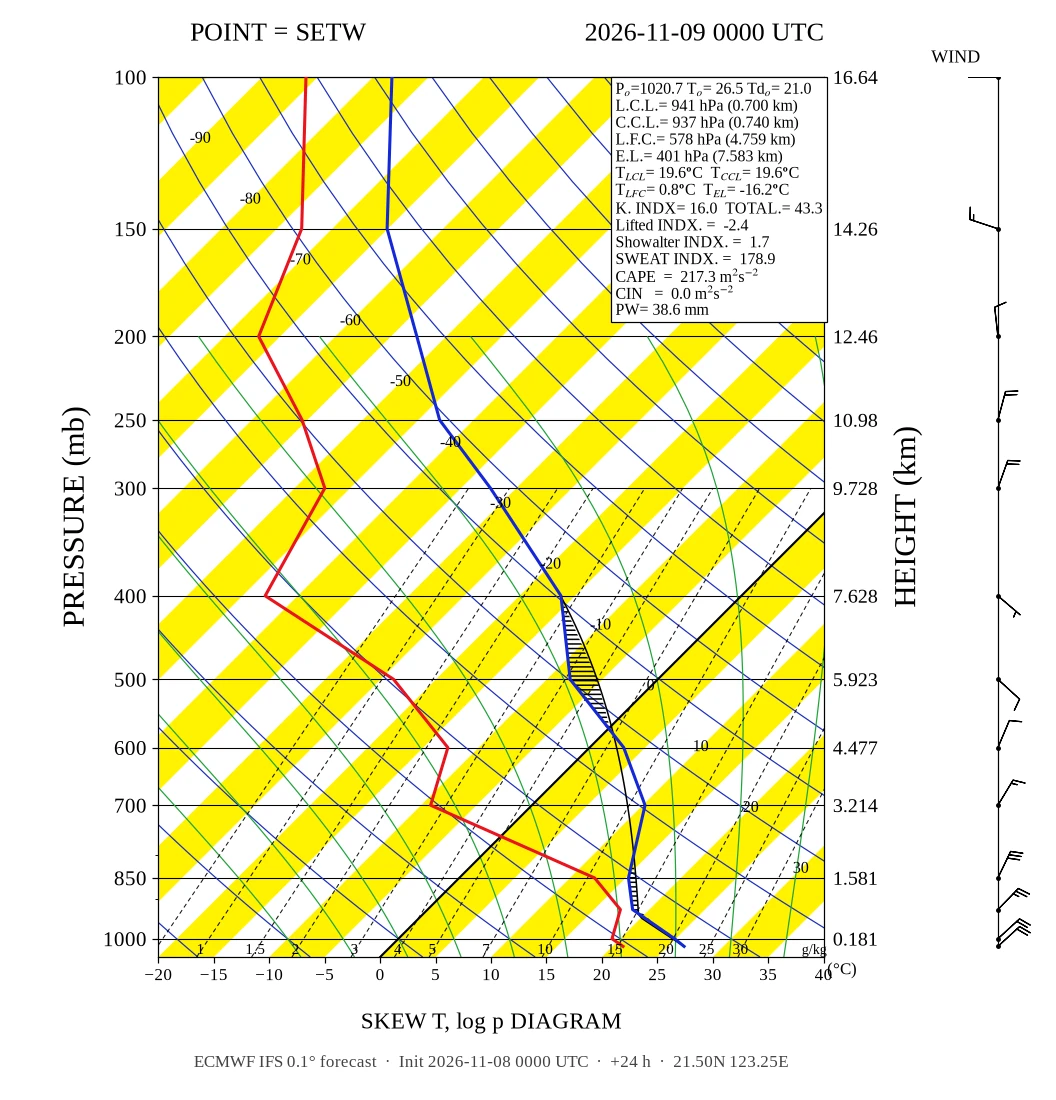 POINT = SETW 2026-11-09 0000 UTC
WIND
100 16.64
Pₒ=1020.7 Tₒ= 26.5 Tdₒ= 21.0
L.C.L.= 941 hPa (0.700 km)
C.C.L.= 937 hPa (0.740 km)
L.F.C.= 578 hPa (4.759 km)
E.L.= 401 hPa (7.583 km)
T_LCL= 19.6°C T_CCL= 19.6°C
T_LFC= 0.8°C T_EL= -16.2°C
K. INDX= 16.0 TOTAL.= 43.3
Lifted INDX. = -2.4
Showalter INDX. = 1.7
SWEAT INDX. = 178.9
CAPE = 217.3 m²s⁻²
CIN = 0.0 m²s⁻²
PW= 38.6 mm
-90
-80
150 14.26
-70
-60
200 12.46
-50
250 10.98
-40
300 9.728
-30
PRESSURE (mb)
HEIGHT (km)
-20
400 7.628
-10
500 0 5.923
600 10 4.477
700 20 3.214
30
850 1.581
1000 0.181
1 1.5 2 3 4 5 7 10 15 20 25 30 g/kg
−20 −15 −10 −5 0 5 10 15 20 25 30 35 40 (°C)
SKEW T, log p DIAGRAM
ECMWF IFS 0.1° forecast · Init 2026-11-08 0000 UTC · +24 h · 21.50N 123.25E